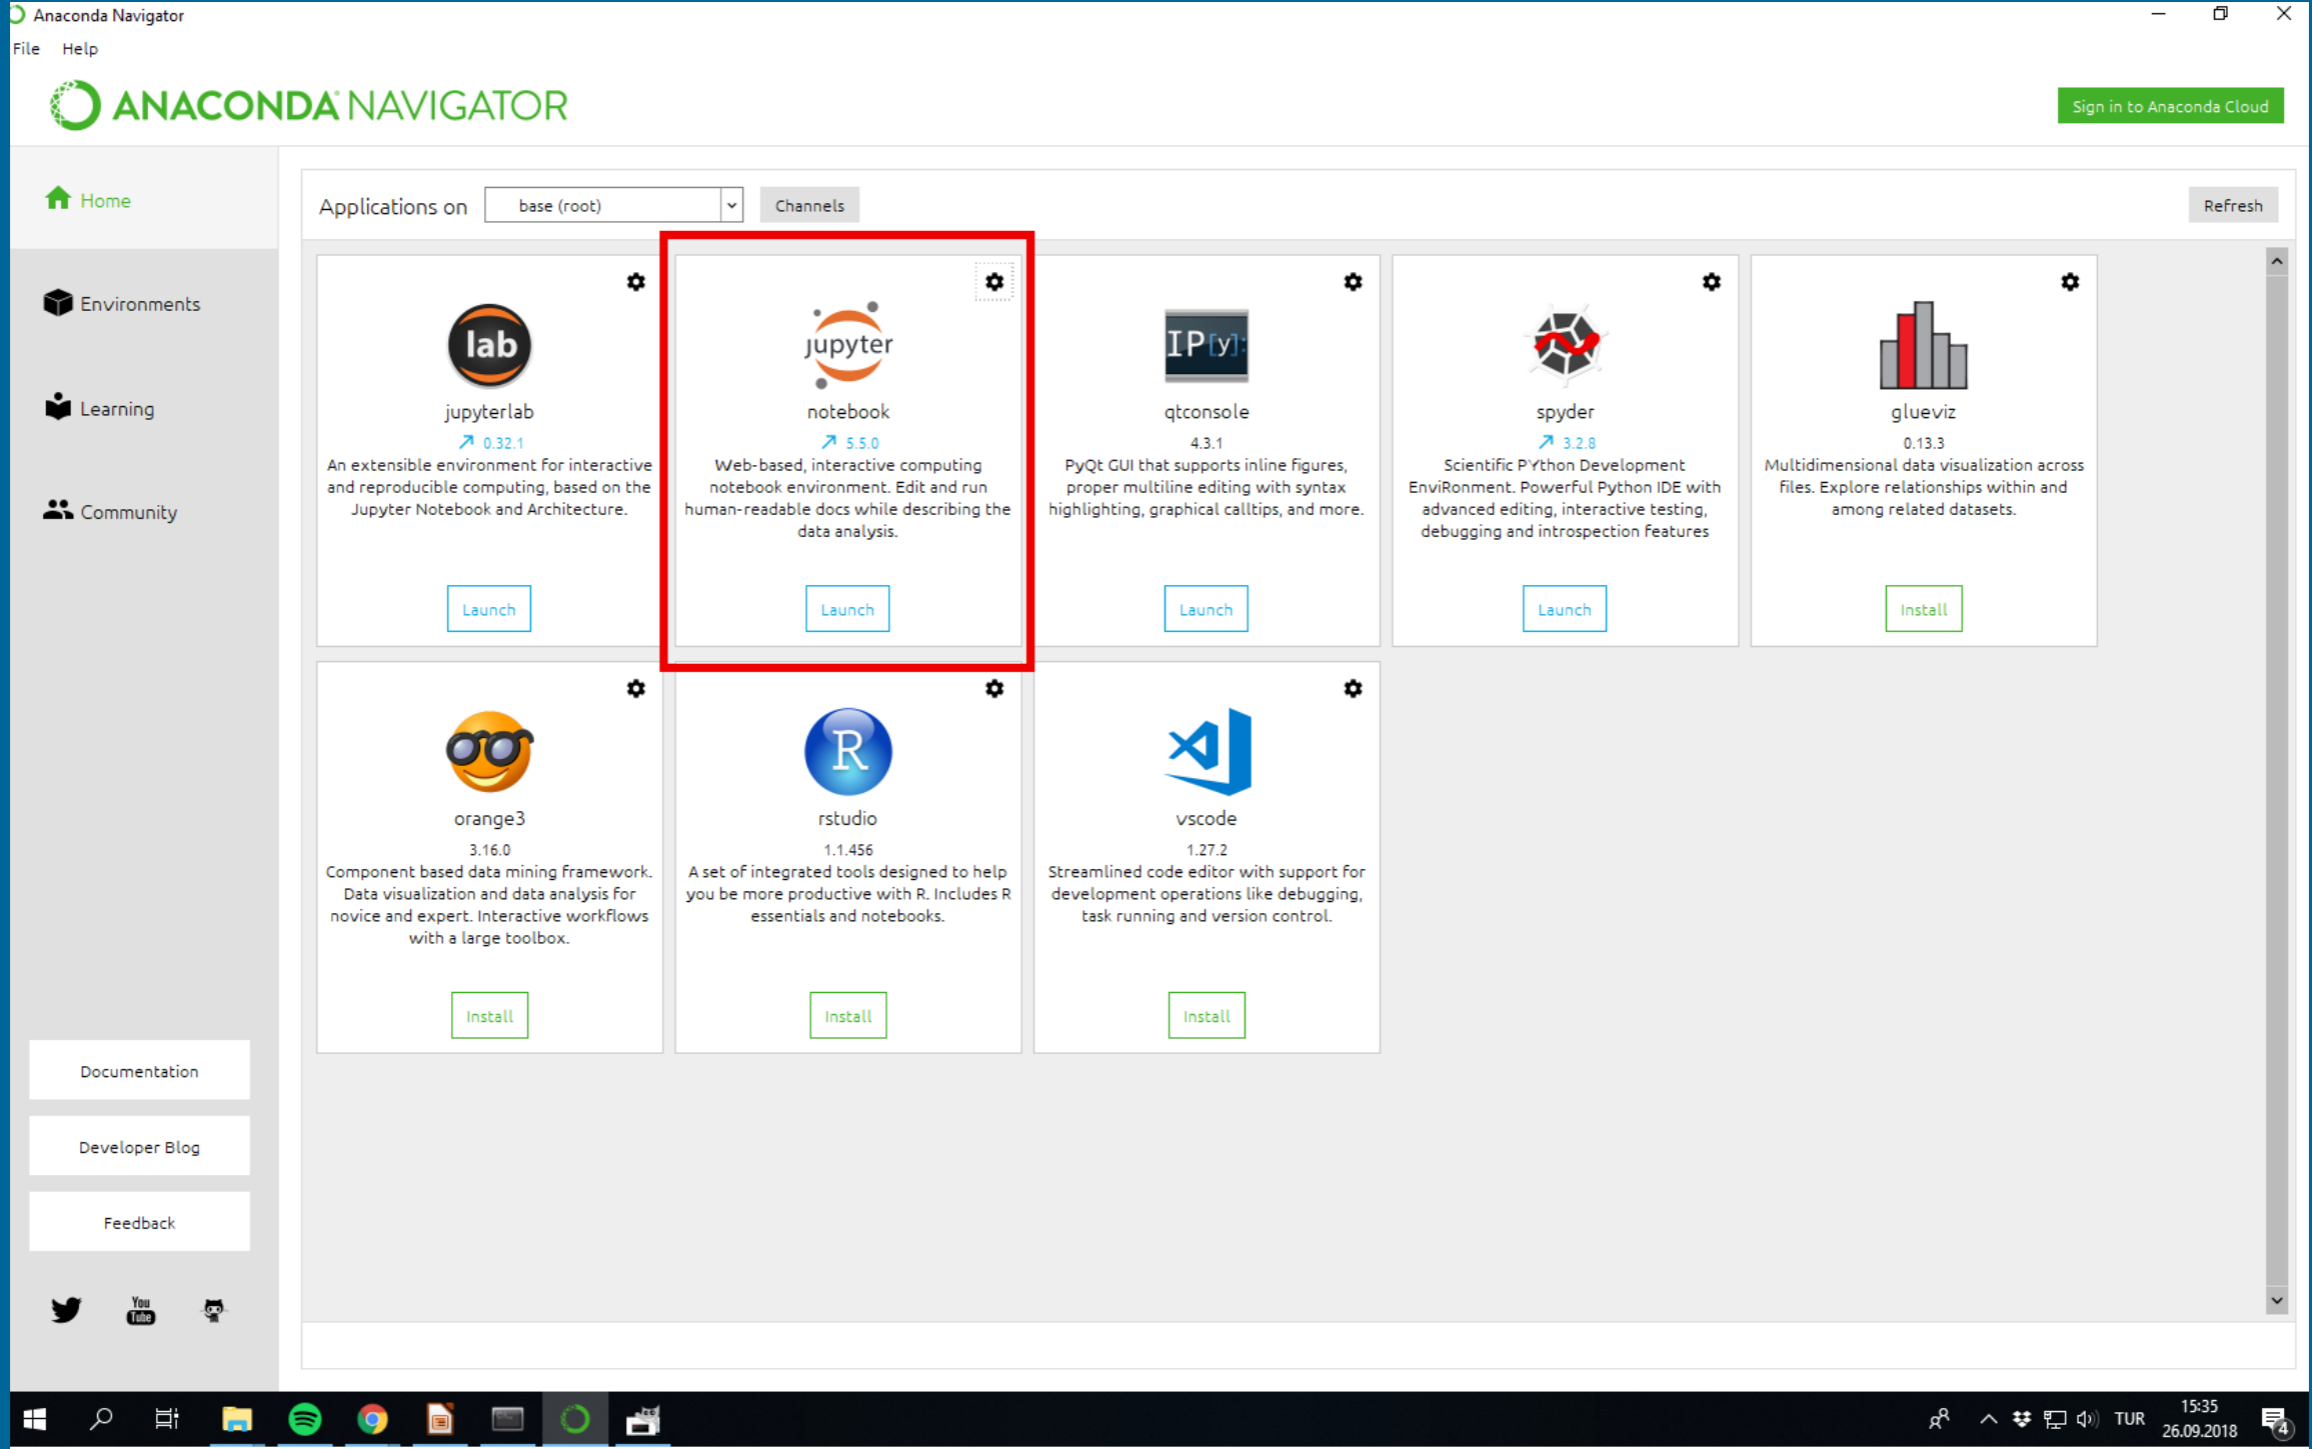 Anaconda Navigator
File Help
ANACONDA NAVIGATOR
Sign in to Anaconda Cloud
Home
Environments
Learning
Community
Documentation
Developer Blog
Feedback
You
Tube
Applications on base (root) Channels Refresh
lab
jupyterlab
0.32.1
An extensible environment for interactive
and reproducible computing, based on the
Jupyter Notebook and Architecture.
Launch
jupyter
notebook
5.5.0
Web-based, interactive computing
notebook environment. Edit and run
human-readable docs while describing the
data analysis.
Launch
IP[y]:
qtconsole
4.3.1
PyQt GUI that supports inline figures,
proper multiline editing with syntax
highlighting, graphical calltips, and more.
Launch
spyder
3.2.8
Scientific PYthon Development
EnviRonment. Powerful Python IDE with
advanced editing, interactive testing,
debugging and introspection features
Launch
glueviz
0.13.3
Multidimensional data visualization across
files. Explore relationships within and
among related datasets.
Install
orange3
3.16.0
Component based data mining framework.
Data visualization and data analysis for
novice and expert. Interactive workflows
with a large toolbox.
Install
R
rstudio
1.1.456
A set of integrated tools designed to help
you be more productive with R. Includes R
essentials and notebooks.
Install
vscode
1.27.2
Streamlined code editor with support for
development operations like debugging,
task running and version control.
Install
TUR
15:35
26.09.2018
4